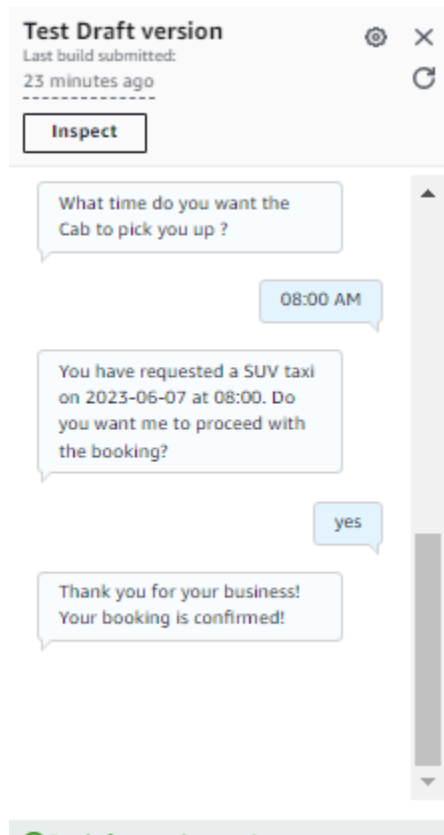 Test Draft version
Last build submitted:
23 minutes ago
Inspect
What time do you want the
Cab to pick you up ?
08:00 AM
You have requested a SUV taxi
on 2023-06-07 at 08:00. Do
you want me to proceed with
the booking?
yes
Thank you for your business!
Your booking is confirmed!